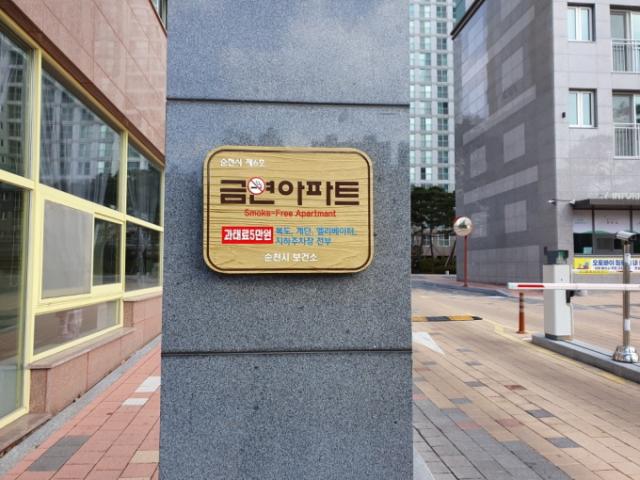 순천시 제6호
금연아파트
Smoke-Free Apartmant
과태료5만원 복도, 계단, 엘리베이터,
지하주차장 전부
순천시 보건소